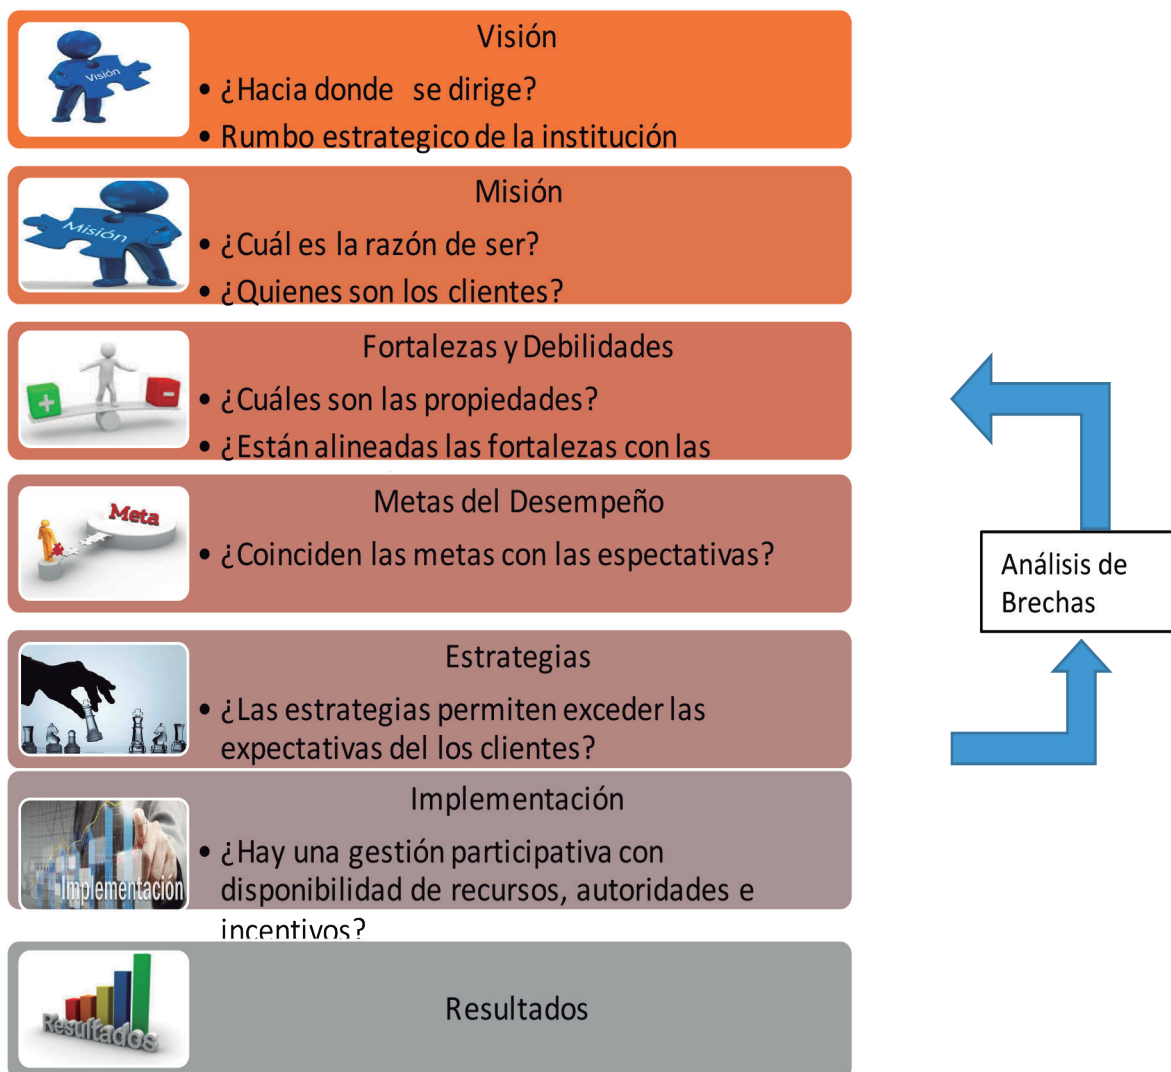 Visión
Visión
• ¿Hacia donde se dirige?
• Rumbo estrategico de la institución
Misión
Misión
• ¿Cuál es la razón de ser?
• ¿Quienes son los clientes?
Fortalezas y Debilidades
+
-
• ¿Cuáles son las propiedades?
• ¿Están alineadas las fortalezas con las
Metas del Desempeño
Meta
• ¿Coinciden las metas con las espectativas?
Análisis de
Brechas
Estrategias
• ¿Las estrategias permiten exceder las
expectativas del los clientes?
Implementación
Implementación
• ¿Hay una gestión participativa con
disponibilidad de recursos, autoridades e
incentivos?
Resultados
Resultados